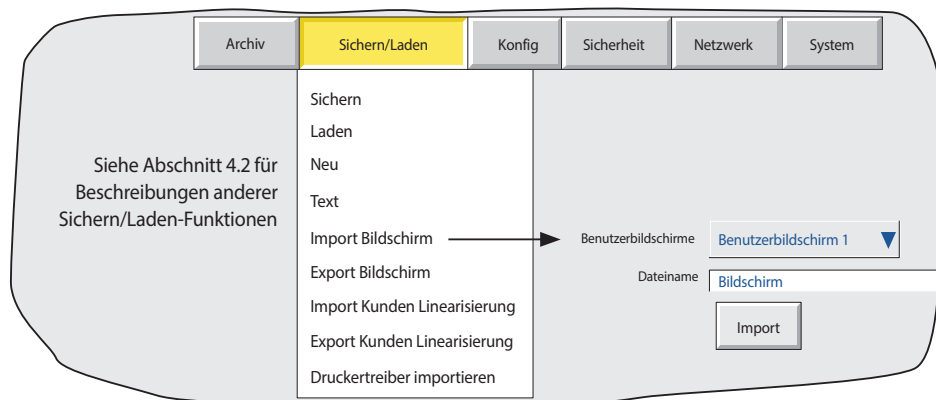 Archiv
Sichern/Laden
Konfig
Sicherheit
Netzwerk
System
Siehe Abschnitt 4.2 für
Beschreibungen anderer
Sichern/Laden-Funktionen
Sichern
Laden
Neu
Text
Import Bildschirm
Export Bildschirm
Import Kunden Linearisierung
Export Kunden Linearisierung
Druckertreiber importieren
Benutzerbildschirme
Benutzerbildschirm 1
Dateiname
Bildschirm
Import